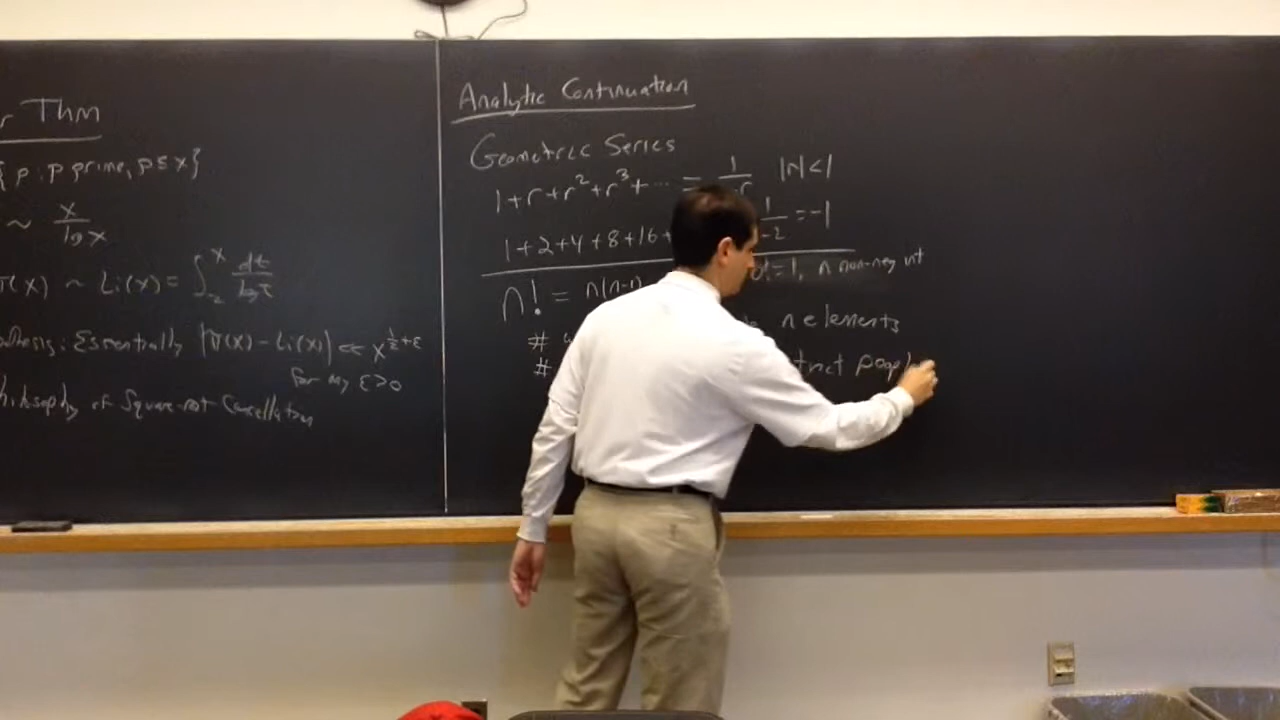 Thm
{p : p prime, p ≤ x}
~ x / log x
π(x) ~ Li(x) = ∫₂ˣ dt / log t
: Essentially |π(x) - Li(x)| << x^{1/2+ε}
for any ε>0
Philosophy of Square-root Cancellation
Analytic Continuation
Geometric Series
1+r+r²+r³+ ... = 1 / r |r|<1
1+2+4+8+16+ 1 / -2 = -1
n! = n(n-1) 0! = 1, n non-neg int
# n elements
# people